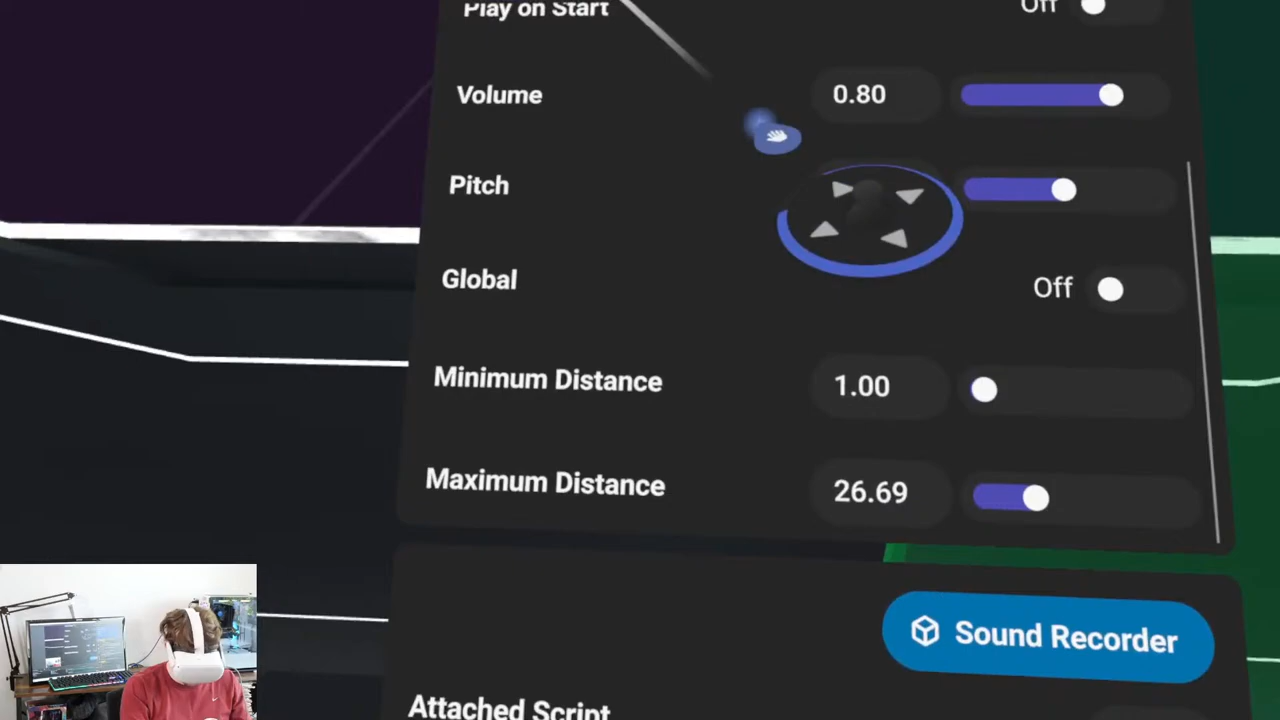 Play on Start
Off
Volume
0.80
Pitch
Global
Off
Minimum Distance
1.00
Maximum Distance
26.69
Sound Recorder
Attached Script